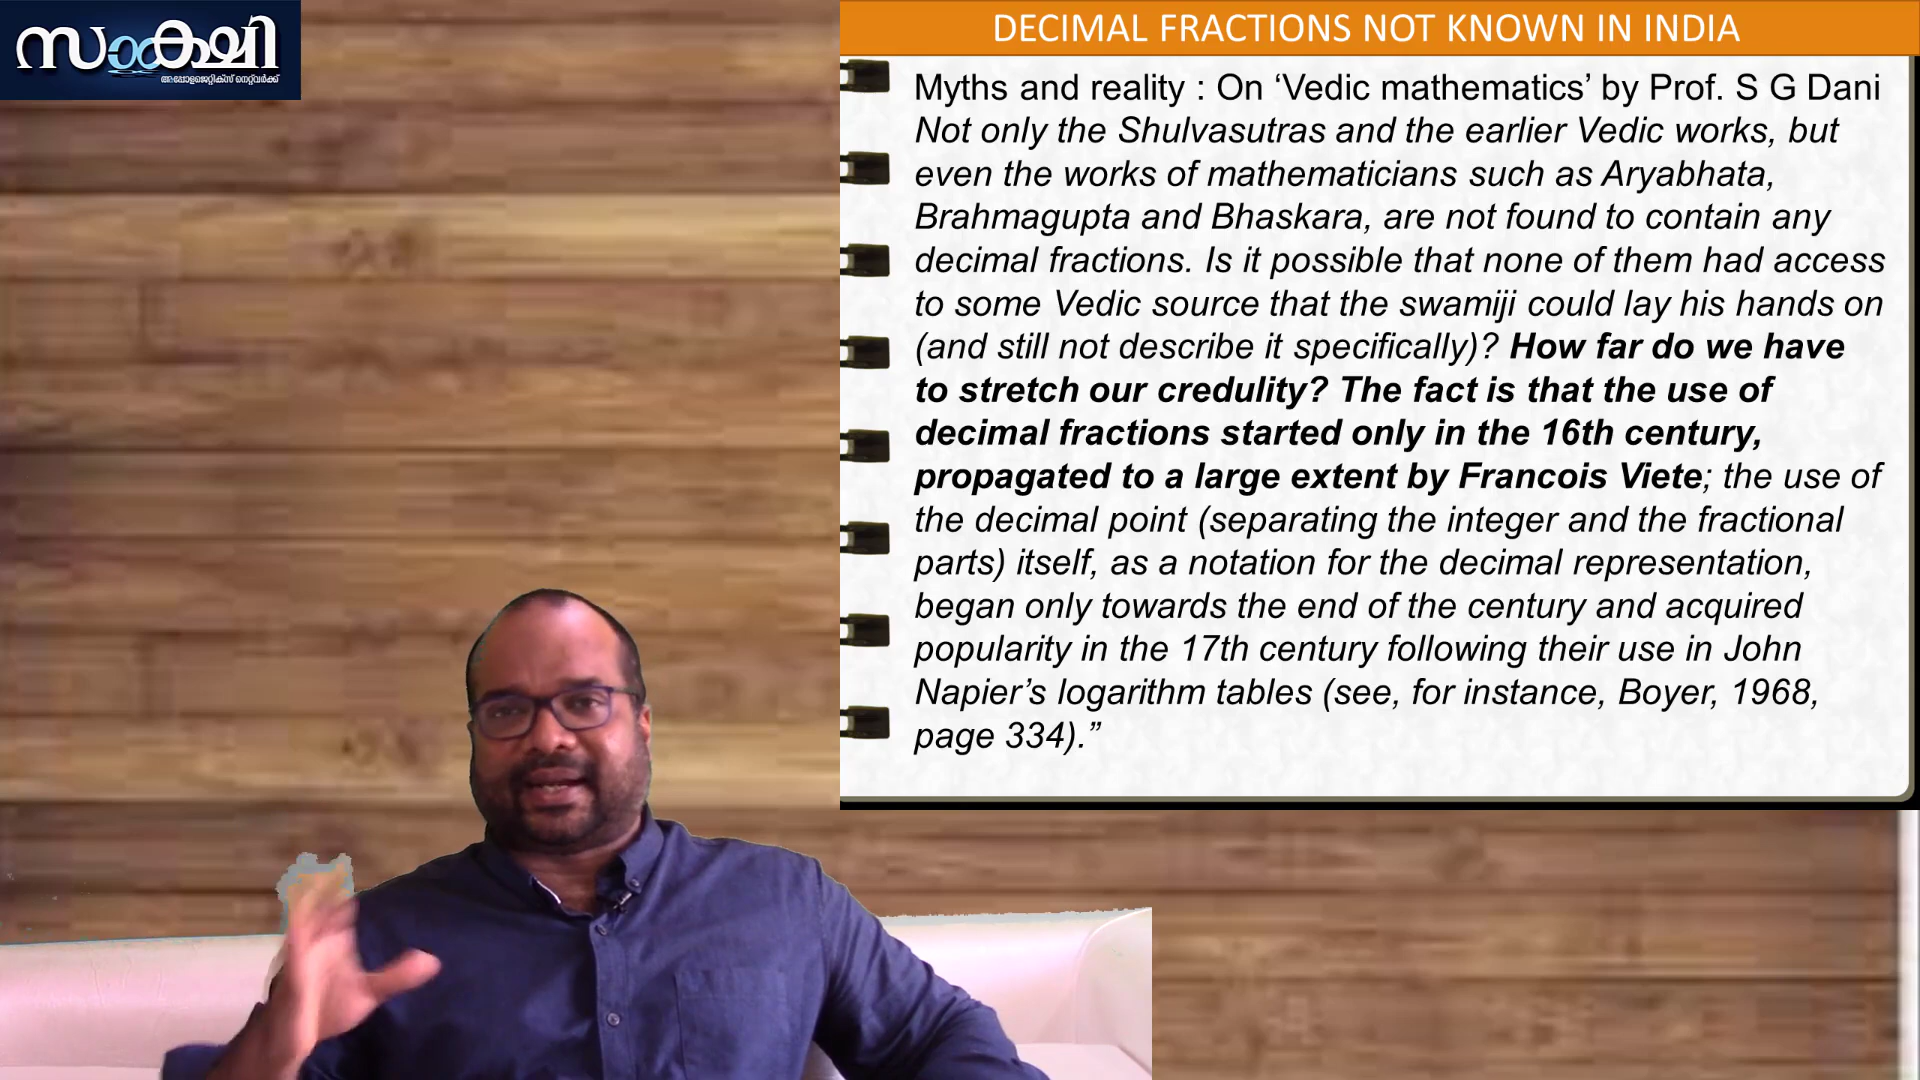 സാക്ഷി
അപ്പോളജെറ്റിക്സ് നെറ്റ്‌വർക്ക്
DECIMAL FRACTIONS NOT KNOWN IN INDIA
Myths and reality : On ‘Vedic mathematics’ by Prof. S G Dani
Not only the Shulvasutras and the earlier Vedic works, but
even the works of mathematicians such as Aryabhata,
Brahmagupta and Bhaskara, are not found to contain any
decimal fractions. Is it possible that none of them had access
to some Vedic source that the swamiji could lay his hands on
(and still not describe it specifically)? How far do we have
to stretch our credulity? The fact is that the use of
decimal fractions started only in the 16th century,
propagated to a large extent by Francois Viete; the use of
the decimal point (separating the integer and the fractional
parts) itself, as a notation for the decimal representation,
began only towards the end of the century and acquired
popularity in the 17th century following their use in John
Napier’s logarithm tables (see, for instance, Boyer, 1968,
page 334).”